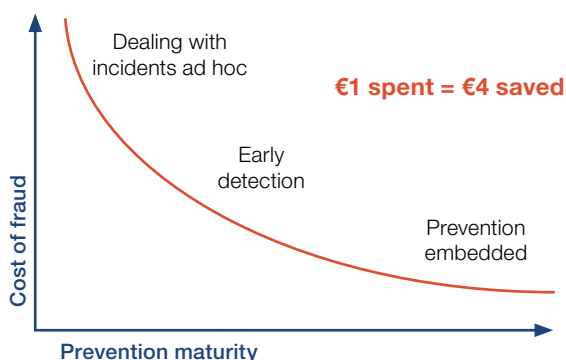 Dealing with
incidents ad hoc
€1 spent = €4 saved
Early
detection
Prevention
embedded
Cost of fraud
Prevention maturity